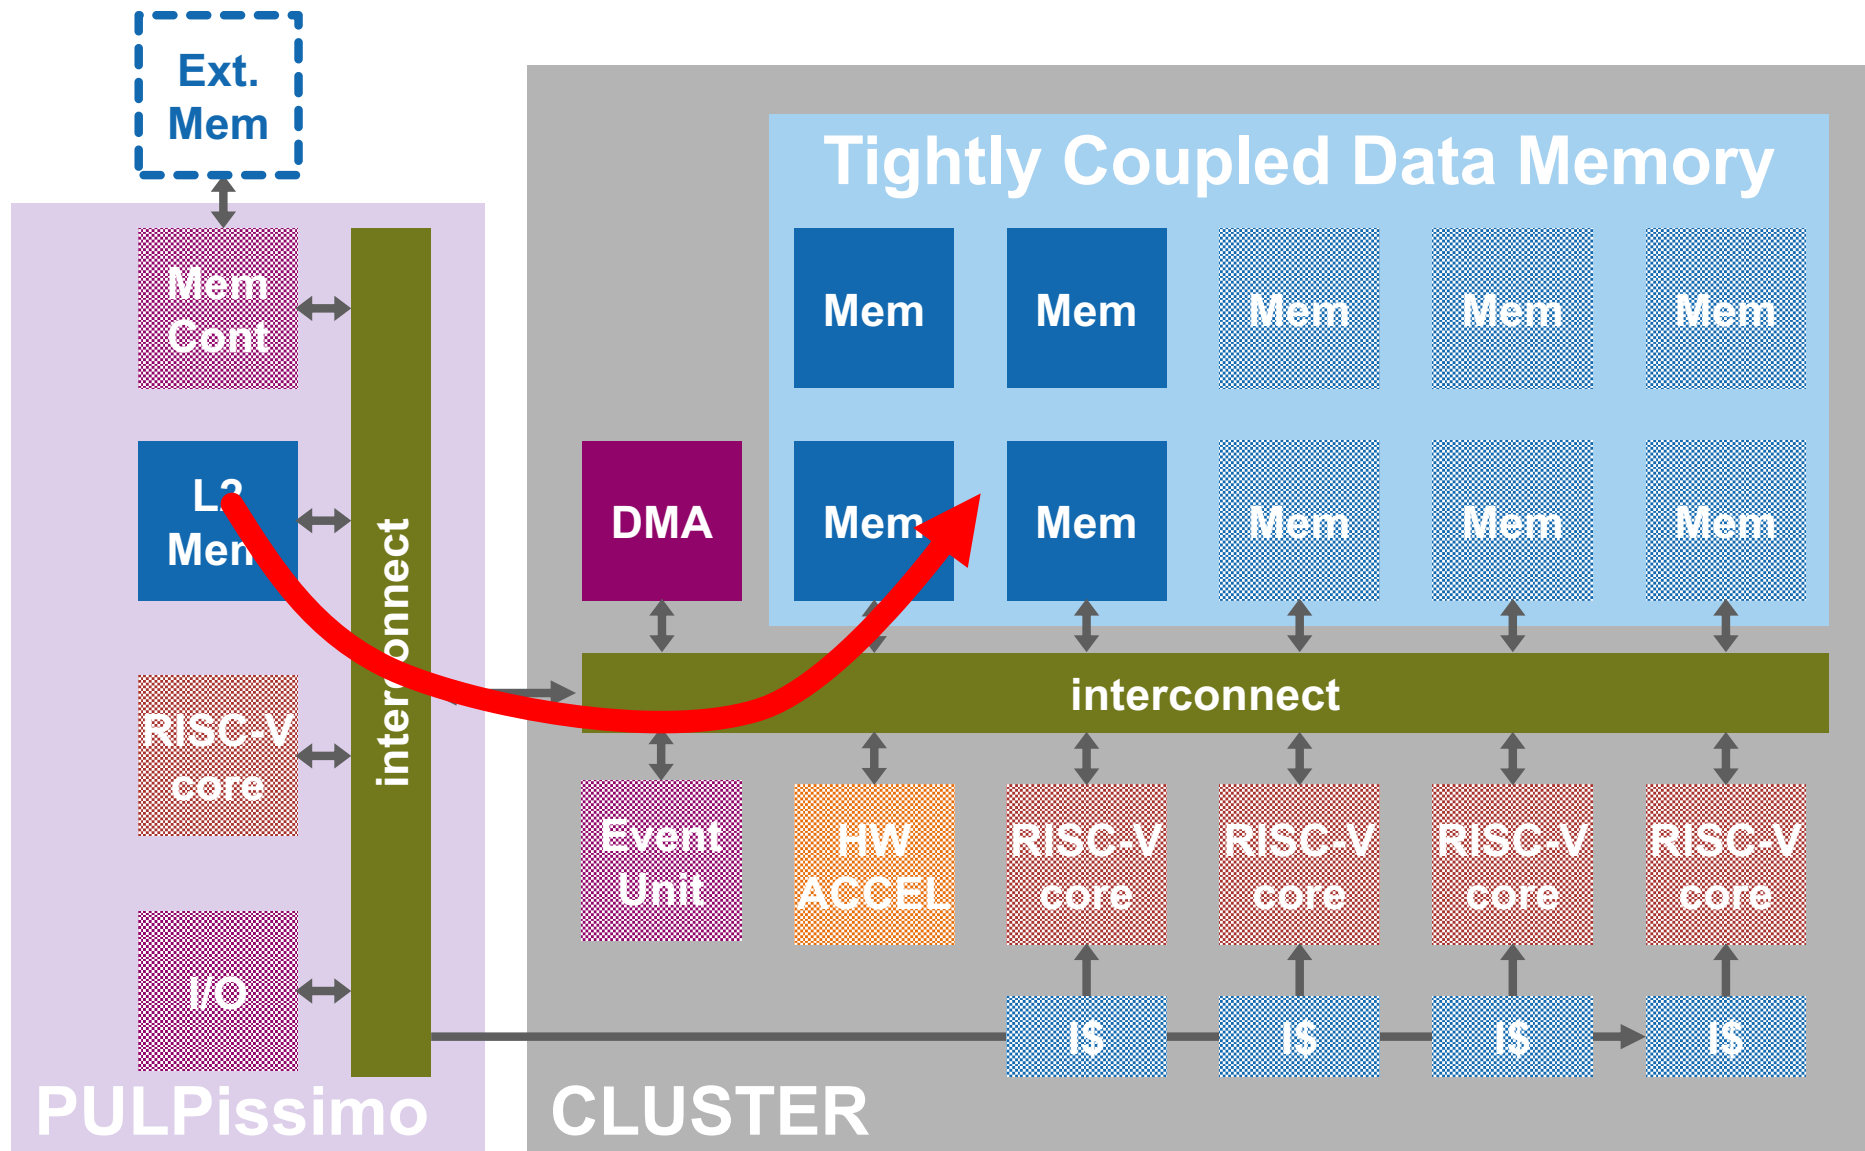 Ext.
Mem
Tightly Coupled Data Memory
Mem
Cont
Mem
Mem
Mem
Mem
Mem
L2
Mem
interconnect
DMA
Mem
Mem
Mem
Mem
Mem
interconnect
RISC-V
core
Event
Unit
HW
ACCEL
RISC-V
core
RISC-V
core
RISC-V
core
RISC-V
core
I/O
I$
I$
I$
I$
PULPissimo
CLUSTER